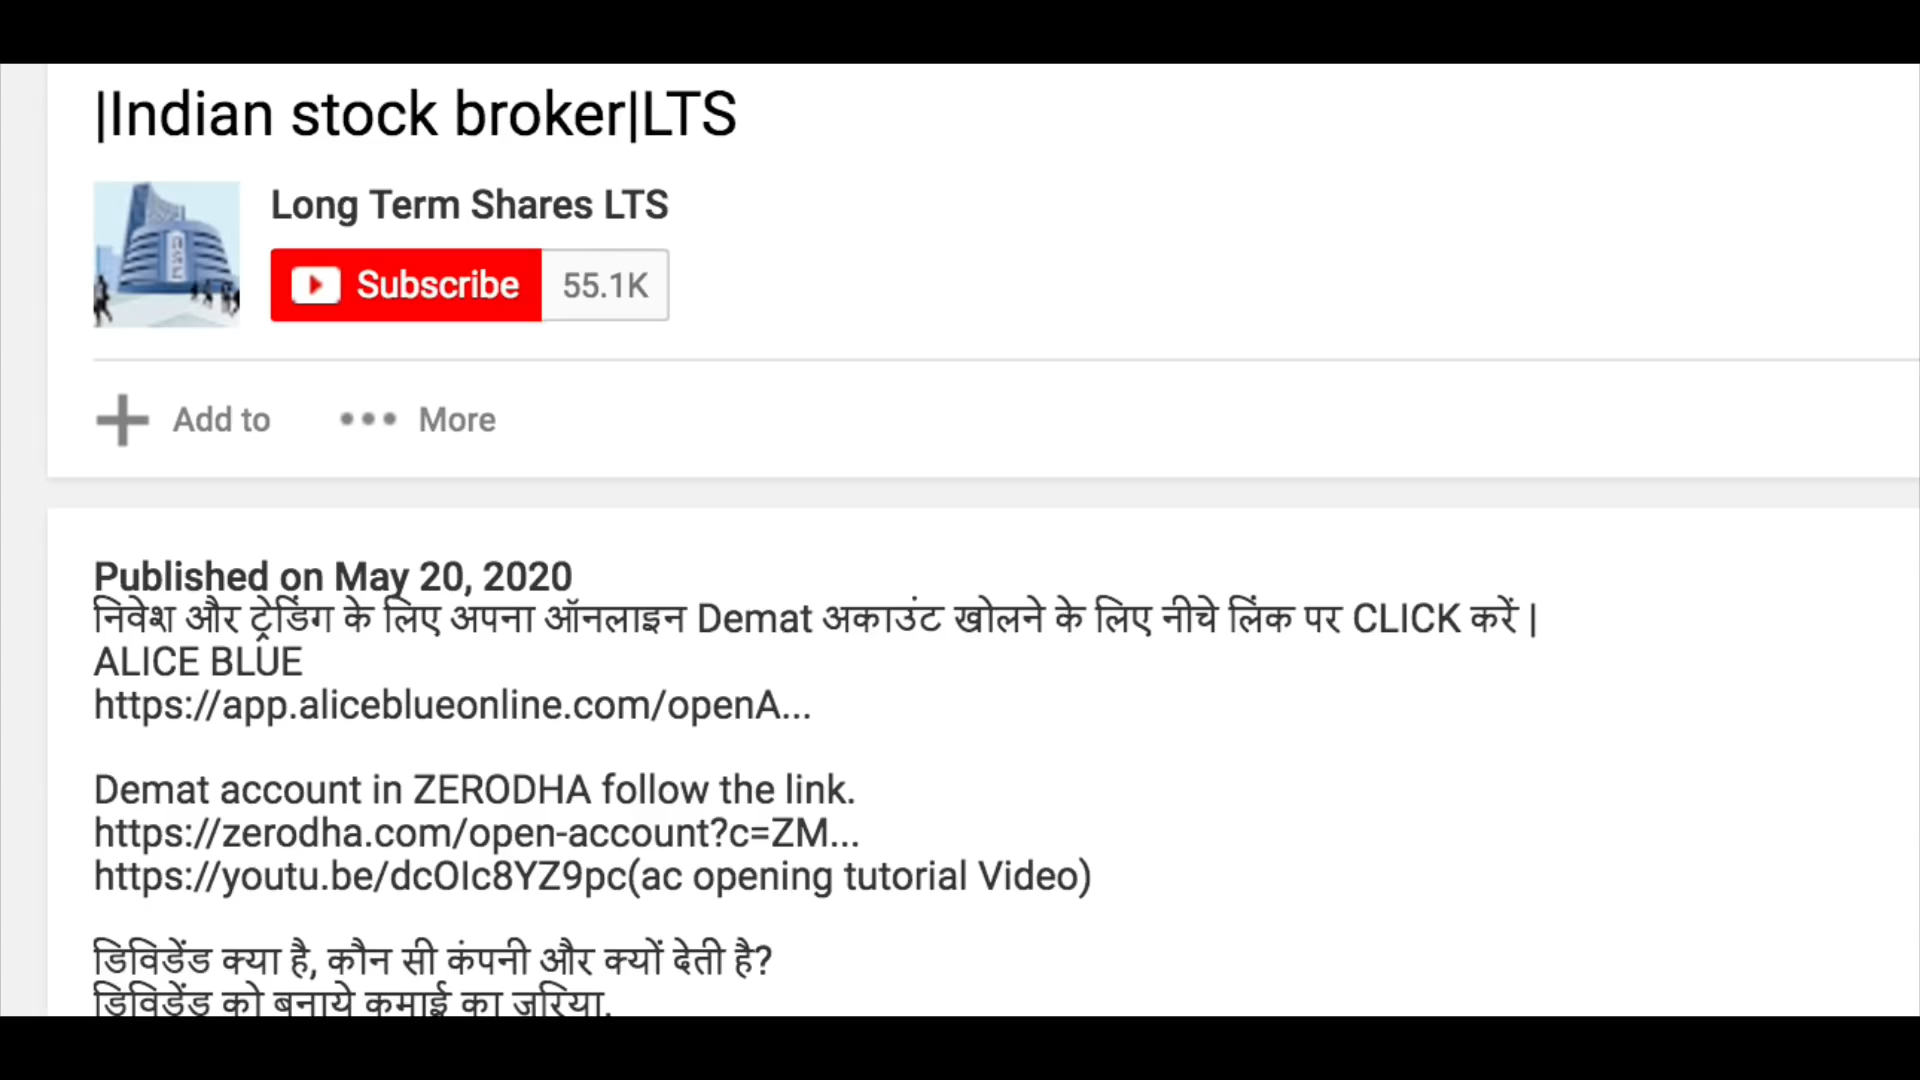 |Indian stock broker|LTS
Long Term Shares LTS
Subscribe 55.1K
Add to More
Published on May 20, 2020
निवेश और ट्रेडिंग के लिए अपना ऑनलाइन Demat अकाउंट खोलने के लिए नीचे लिंक पर CLICK करें |
ALICE BLUE
https://app.aliceblueonline.com/openA...
Demat account in ZERODHA follow the link.
https://zerodha.com/open-account?c=ZM...
https://youtu.be/dcOIc8YZ9pc(ac opening tutorial Video)
डिविडेंड क्या है, कौन सी कंपनी और क्यों देती है?
डिविडेंड को बनाये कमाई का जरिया.